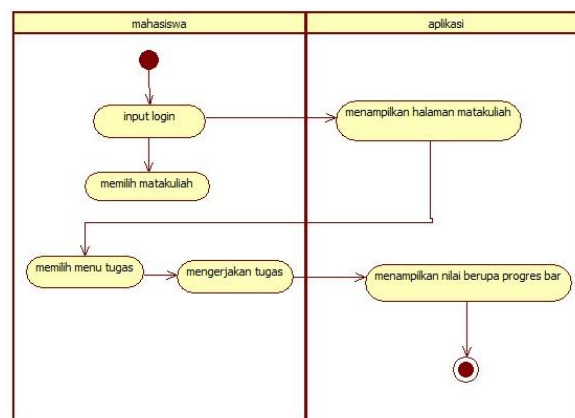 mahasiswa
aplikasi
input login
menampilkan halaman matakuliah
memilih matakuliah
memilih menu tugas
mengerjakan tugas
menampilkan nilai berupa progres bar